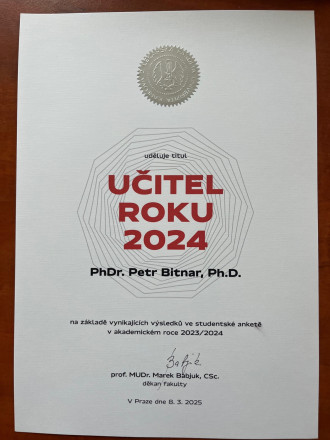 uděluje titul
UČITEL
ROKU
2024
PhDr. Petr Bitnar, Ph.D.
na základě vynikajících výsledků ve studentské anketě
v akademickém roce 2023/2024
prof. MUDr. Marek Babjuk, CSc.
děkan fakulty
V Praze dne 8. 3. 2025